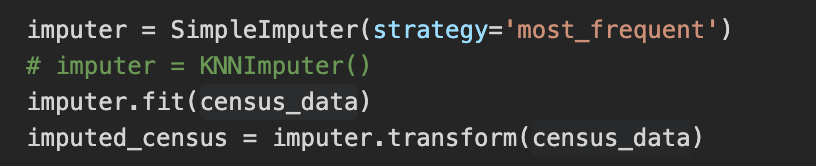 imputer = SimpleImputer(strategy='most_frequent')
# imputer = KNNImputer()
imputer.fit(census_data)
imputed_census = imputer.transform(census_data)